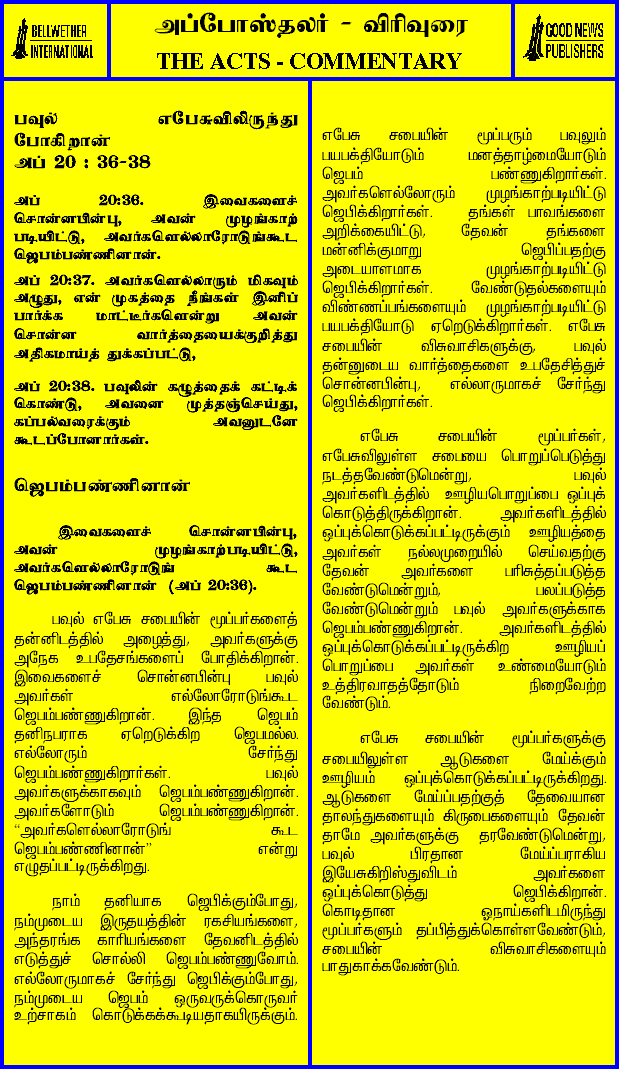 BELLWETHER
INTERNATIONAL
அப்போஸ்தலர் - விரிவுரை
THE ACTS - COMMENTARY
GOOD NEWS
PUBLISHERS
பவுல் எபேசுவிலிருந்து
போகிறான்
அப் 20 : 36-38
அப் 20:36. இவைகளைச்
சொன்னபின்பு, அவன் முழங்காற்
படியிட்டு, அவர்களெல்லாரோடுங்கூட
ஜெபம்பண்ணினான்.
அப் 20:37. அவர்களெல்லாரும் மிகவும்
அழுது, என் முகத்தை நீங்கள் இனிப்
பார்க்க மாட்டீர்களென்று அவன்
சொன்ன வார்த்தையைக்குறித்து
அதிகமாய்த் துக்கப்பட்டு,
அப் 20:38. பவுலின் கழுத்தைக் கட்டிக்
கொண்டு, அவனை முத்தஞ்செய்து,
கப்பல்வரைக்கும் அவனுடனே
கூடப்போனார்கள்.
ஜெபம்பண்ணினான்
இவைகளைச் சொன்னபின்பு,
அவன் முழங்காற்படியிட்டு,
அவர்களெல்லாரோடுங் கூட
ஜெபம்பண்ணினான் (அப் 20:36).
பவுல் எபேசு சபையின் மூப்பர்களைத்
தன்னிடத்தில் அழைத்து, அவர்களுக்கு
அநேக உபதேசங்களைப் போதிக்கிறான்.
இவைகளைச் சொன்னபின்பு பவுல்
அவர்கள் எல்லோரோடுங்கூட
ஜெபம்பண்ணுகிறான். இந்த ஜெபம்
தனிநபராக ஏறெடுக்கிற ஜெபமல்ல.
எல்லோரும் சேர்ந்து
ஜெபம்பண்ணுகிறார்கள். பவுல்
அவர்களுக்காகவும் ஜெபம்பண்ணுகிறான்.
அவர்களோடும் ஜெபம்பண்ணுகிறான்.
“அவர்களெல்லாரோடுங் கூட
ஜெபம்பண்ணினான்” என்று
எழுதப்பட்டிருக்கிறது.
நாம் தனியாக ஜெபிக்கும்போது,
நம்முடைய இருதயத்தின் ரகசியங்களை,
அந்தரங்க காரியங்களை தேவனிடத்தில்
எடுத்துச் சொல்லி ஜெபம்பண்ணுவோம்.
எல்லோருமாகச் சேர்ந்து ஜெபிக்கும்போது,
நம்முடைய ஜெபம் ஒருவருக்கொருவர்
உற்சாகம் கொடுக்கக்கூடியதாகயிருக்கும்.
எபேசு சபையின் மூப்பரும் பவுலும்
பயபக்தியோடும் மனத்தாழ்மையோடும்
ஜெபம் பண்ணுகிறார்கள்.
அவர்களெல்லோரும் முழங்காற்படியிட்டு
ஜெபிக்கிறார்கள். தங்கள் பாவங்களை
அறிக்கையிட்டு, தேவன் தங்களை
மன்னிக்குமாறு ஜெபிப்பதற்கு
அடையாளமாக முழங்காற்படியிட்டு
ஜெபிக்கிறார்கள். வேண்டுதல்களையும்
விண்ணப்பங்களையும் முழங்காற்படியிட்டு
பயபக்தியோடு ஏறெடுக்கிறார்கள். எபேசு
சபையின் விசுவாசிகளுக்கு, பவுல்
தன்னுடைய வார்த்தைகளை உபதேசித்துச்
சொன்னபின்பு, எல்லாருமாகச் சேர்ந்து
ஜெபிக்கிறார்கள்.
எபேசு சபையின் மூப்பர்கள்,
எபேசுவிலுள்ள சபையை பொறுப்பெடுத்து
நடத்தவேண்டுமென்று, பவுல்
அவர்களிடத்தில் ஊழியபொறுப்பை ஒப்புக்
கொடுத்திருக்கிறான். அவர்களிடத்தில்
ஒப்புக்கொடுக்கப்பட்டிருக்கும் ஊழியத்தை
அவர்கள் நல்லமுறையில் செய்வதற்கு
தேவன் அவர்களை பரிசுத்தப்படுத்த
வேண்டுமென்றும், பலப்படுத்த
வேண்டுமென்றும் பவுல் அவர்களுக்காக
ஜெபம்பண்ணுகிறான். அவர்களிடத்தில்
ஒப்புக்கொடுக்கப்பட்டிருக்கிற ஊழியப்
பொறுப்பை அவர்கள் உண்மையோடும்
உத்திரவாதத்தோடும் நிறைவேற்ற
வேண்டும்.
எபேசு சபையின் மூப்பர்களுக்கு
சபையிலுள்ள ஆடுகளை மேய்க்கும்
ஊழியம் ஒப்புக்கொடுக்கப்பட்டிருக்கிறது.
ஆடுகளை மேய்ப்பதற்குத் தேவையான
தாலந்துகளையும் கிருபைகளையும் தேவன்
தாமே அவர்களுக்கு தரவேண்டுமென்று,
பவுல் பிரதான மேய்ப்பராகிய
இயேசுகிறிஸ்துவிடம் அவர்களை
ஒப்புக்கொடுத்து ஜெபிக்கிறான்.
கொடிதான ஓநாய்களிடமிருந்து
மூப்பர்களும் தப்பித்துக்கொள்ளவேண்டும்,
சபையின் விசுவாசிகளையும்
பாதுகாக்கவேண்டும்.